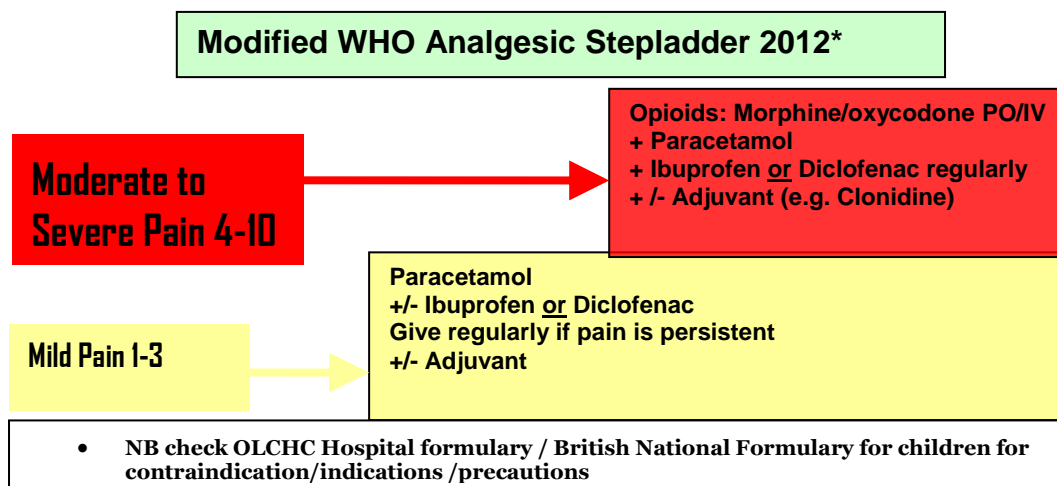 Modified WHO Analgesic Stepladder 2012*
Moderate to
Severe Pain 4-10
Opioids: Morphine/oxycodone PO/IV
+ Paracetamol
+ Ibuprofen or Diclofenac regularly
+ /- Adjuvant (e.g. Clonidine)
Mild Pain 1-3
Paracetamol
+/- Ibuprofen or Diclofenac
Give regularly if pain is persistent
+/- Adjuvant
• NB check OLCHC Hospital formulary / British National Formulary for children for
contraindication/indications /precautions